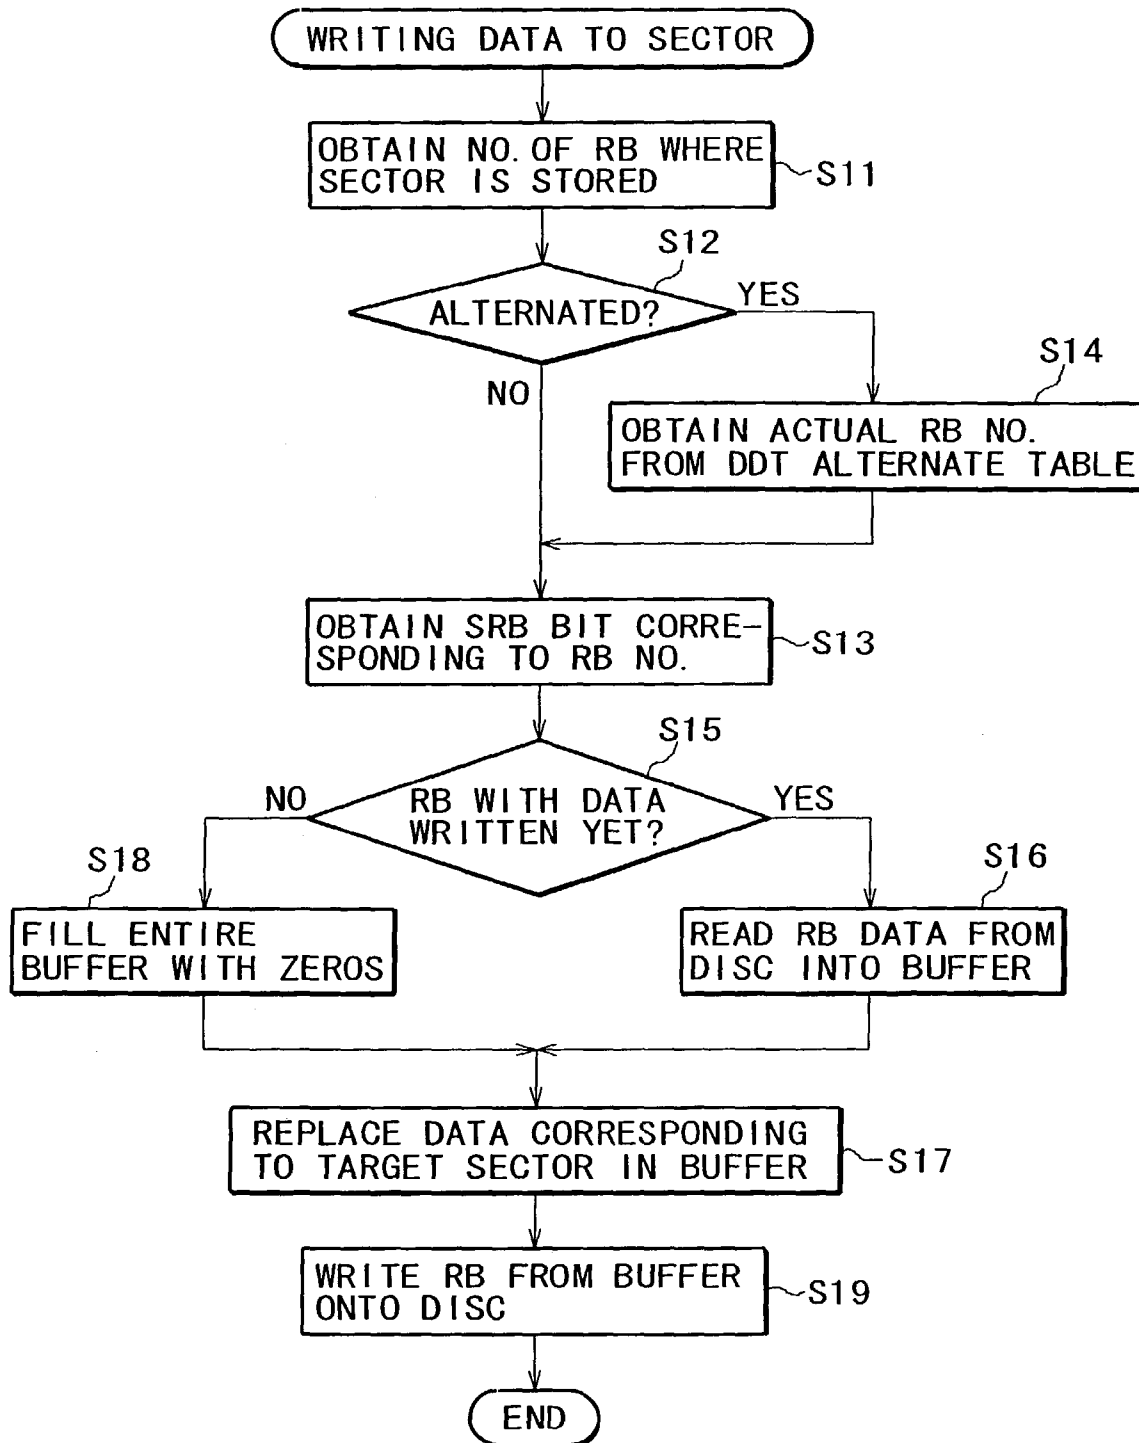 WRITING DATA TO SECTOR
OBTAIN NO. OF RB WHERE
SECTOR IS STORED
S11
S12
ALTERNATED?
YES
NO
S14
OBTAIN ACTUAL RB NO.
FROM DDT ALTERNATE TABLE
OBTAIN SRB BIT CORRE-
SPONDING TO RB NO.
S13
S15
RB WITH DATA
WRITTEN YET?
NO
YES
S18
FILL ENTIRE
BUFFER WITH ZEROS
S16
READ RB DATA FROM
DISC INTO BUFFER
REPLACE DATA CORRESPONDING
TO TARGET SECTOR IN BUFFER
S17
WRITE RB FROM BUFFER
ONTO DISC
S19
END